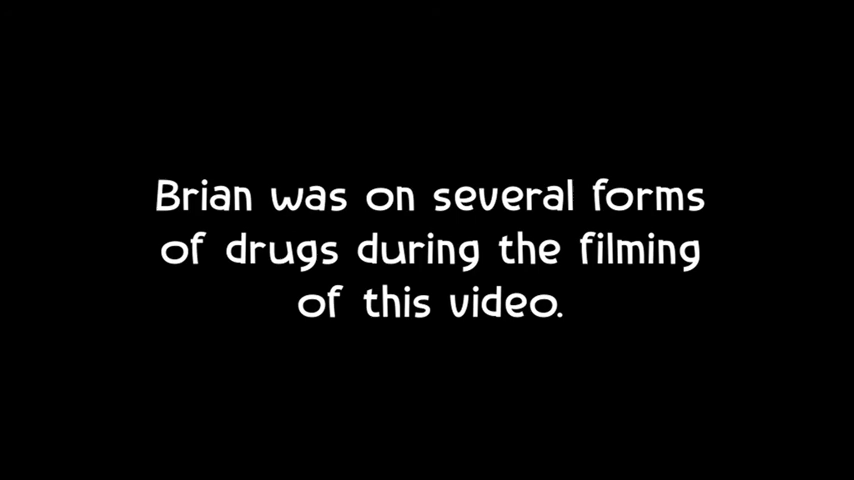 Brian was on several forms
of drugs during the filming
of this video.